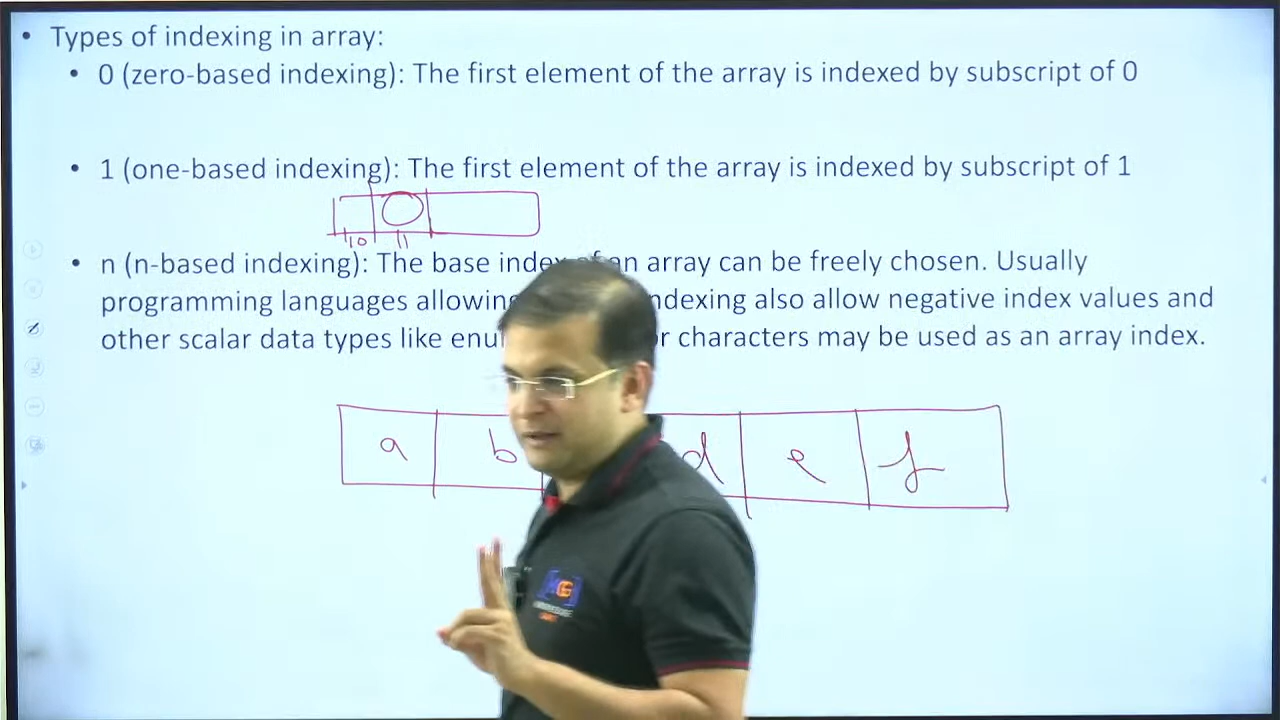 • Types of indexing in array:
• 0 (zero-based indexing): The first element of the array is indexed by subscript of 0
• 1 (one-based indexing): The first element of the array is indexed by subscript of 1
10 11
• n (n-based indexing): The base index of an array can be freely chosen. Usually
programming languages allowing indexing also allow negative index values and
other scalar data types like or characters may be used as an array index.
a b d e f